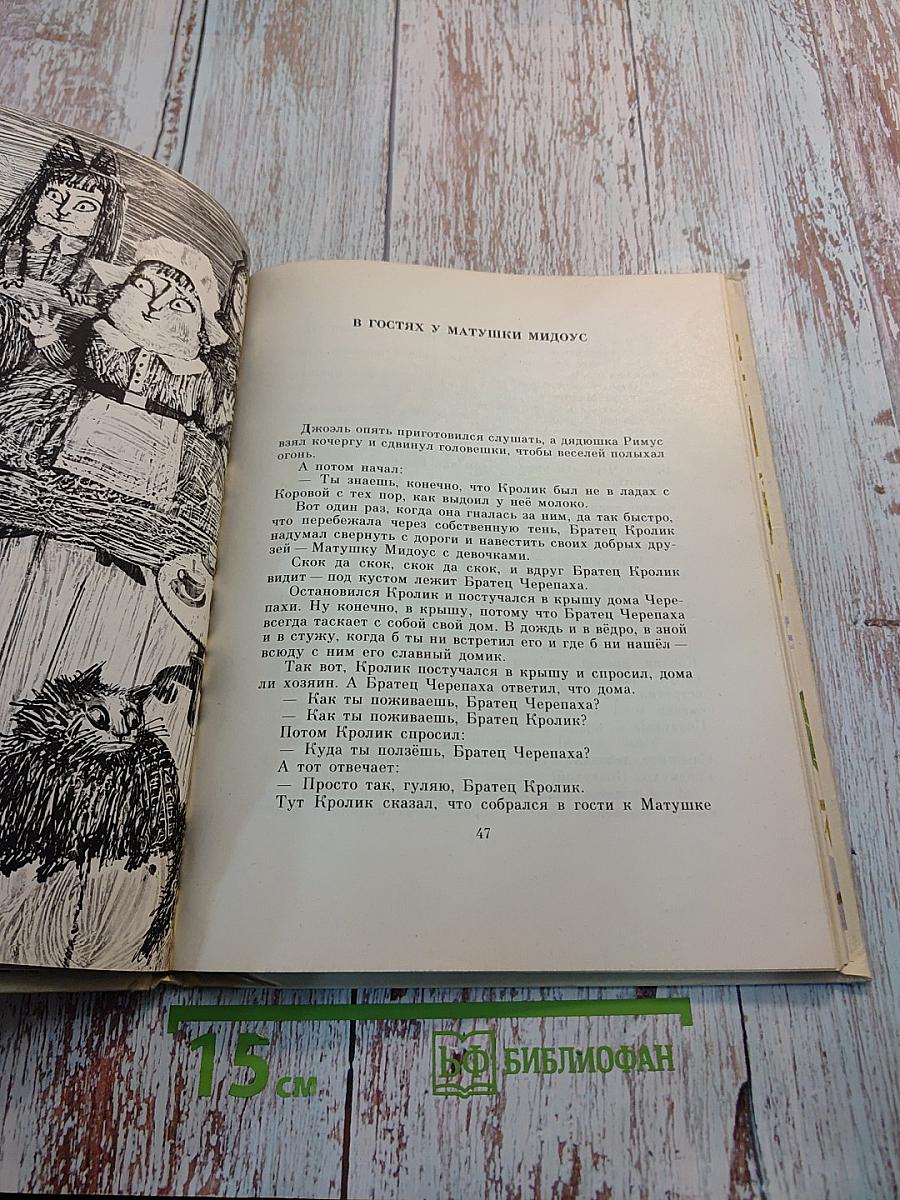 В ГОСТЯХ У МАТУШКИ МИДОУС
Джоэль опять приготовился слушать, а дядюшка Римус
взял кочергу и сдвинул головешки, чтобы веселей полыхал
огонь.
А потом начал:
— Ты знаешь, конечно, что Кролик был не в ладах с
Коровой с тех пор, как выдоил у неё молоко.
Вот один раз, когда она гналась за ним, да так быстро,
что перебежала через собственную тень, Братец Кролик
надумал свернуть с дороги и навестить своих добрых дру-
зей — Матушку Мидоус с девочками.
Скок да скок, скок да скок, и вдруг Братец Кролик
видит — под кустом лежит Братец Черепаха.
Остановился Кролик и постучался в крышу дома Чере-
пахи. Ну конечно, в крышу, потому что Братец Черепаха
всегда таскает с собой свой дом. В дождь и в вёдро, в зной
и в стужу, когда б ты ни встретил его и где б ни нашёл —
всюду с ним его славный домик.
Так вот, Кролик постучался в крышу и спросил, дома
ли хозяин. А Братец Черепаха ответил, что дома.
— Как ты поживаешь, Братец Черепаха?
— Как ты поживаешь, Братец Кролик?
Потом Кролик спросил:
— Куда ты ползёшь, Братец Черепаха?
А тот отвечает:
— Просто так, гуляю, Братец Кролик.
Тут Кролик сказал, что собрался в гости к Матушке
47
15 см
БФ БИБЛИОФАН